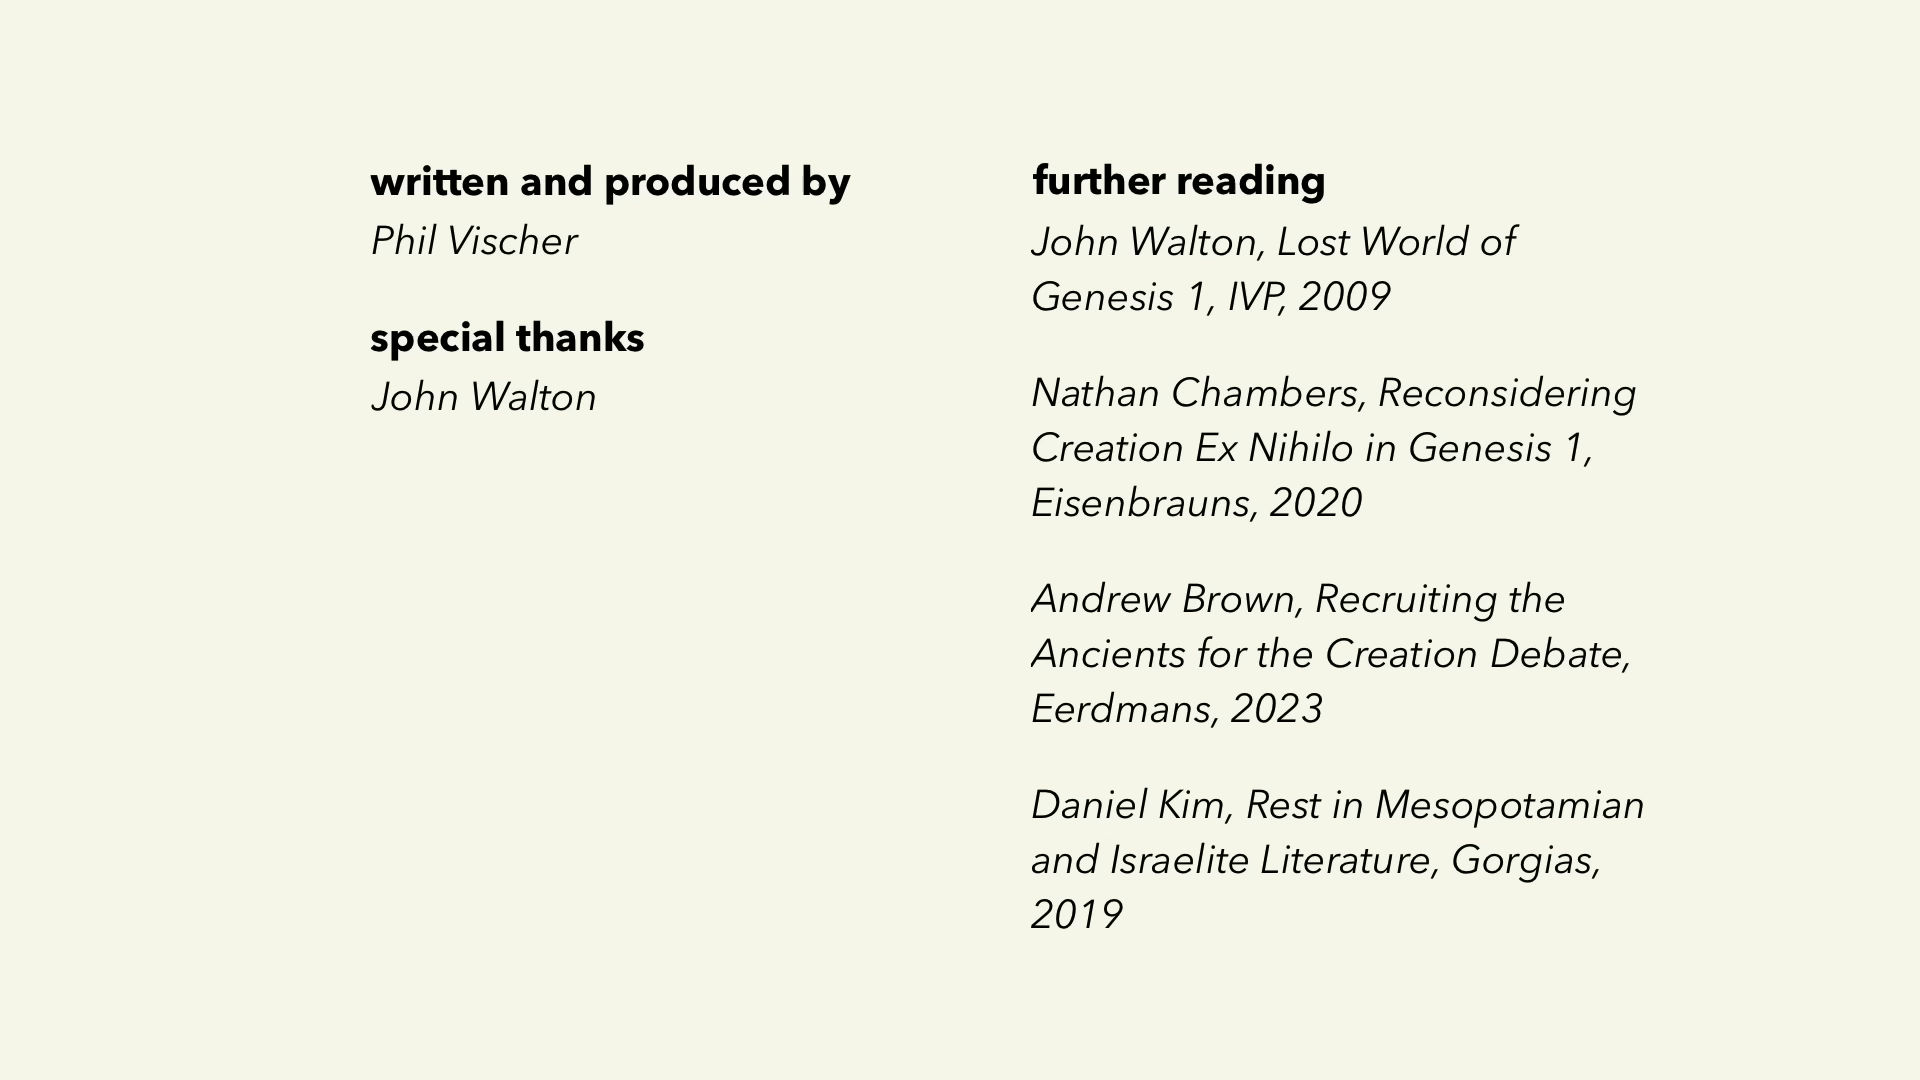 written and produced by
Phil Vischer
special thanks
John Walton
further reading
John Walton, Lost World of
Genesis 1, IVP, 2009
Nathan Chambers, Reconsidering
Creation Ex Nihilo in Genesis 1,
Eisenbrauns, 2020
Andrew Brown, Recruiting the
Ancients for the Creation Debate,
Eerdmans, 2023
Daniel Kim, Rest in Mesopotamian
and Israelite Literature, Gorgias,
2019